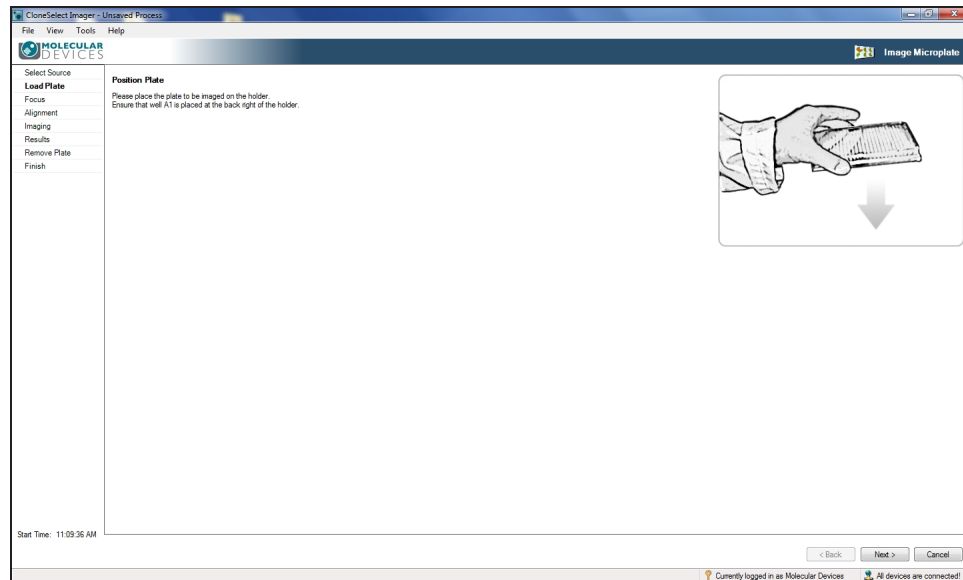 CloneSelect Imager - Unsaved Process
File View Tools Help
MOLECULAR
DEVICES
Image Microplate
Select Source
Load Plate
Focus
Alignment
Imaging
Results
Remove Plate
Finish
Position Plate
Please place the plate to be imaged on the holder.
Ensure that well A1 is placed at the back right of the holder.
Start Time: 11:09:36 AM
< Back Next > Cancel
Currently logged in as Molecular Devices All devices are connected!